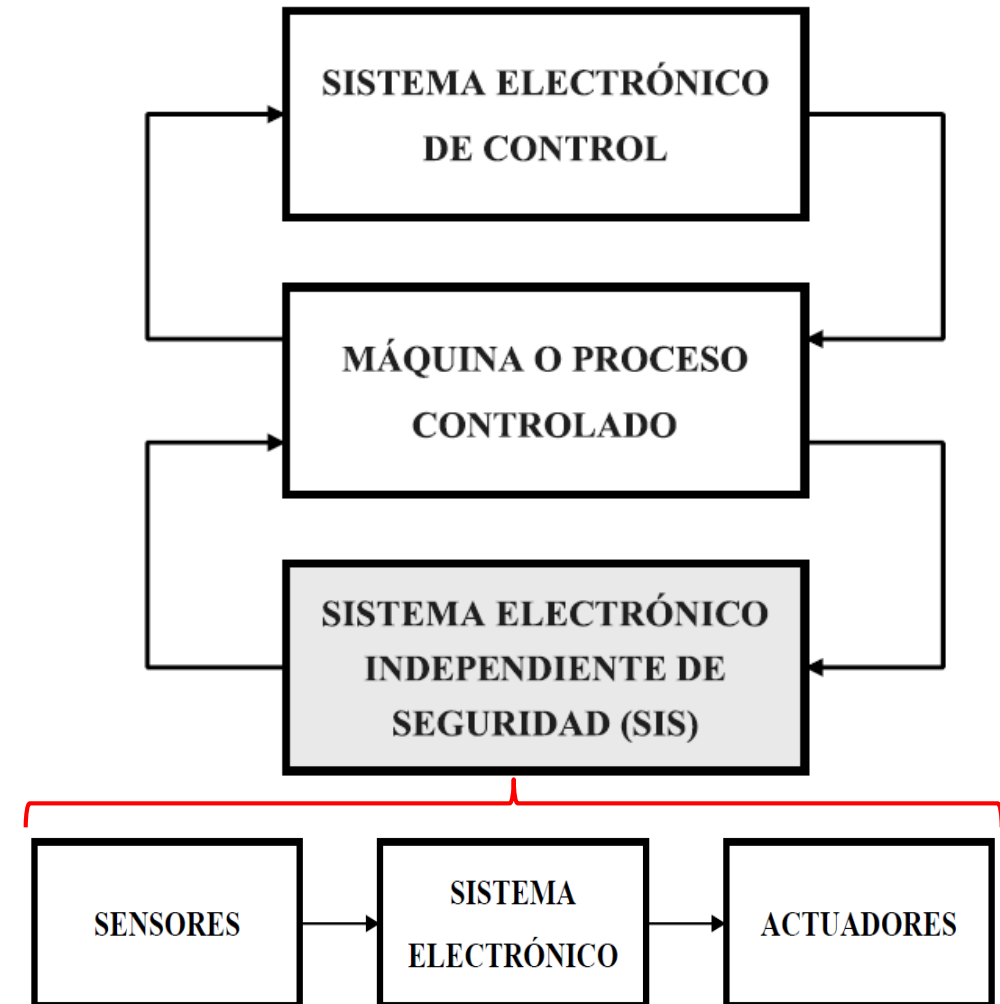 SISTEMA ELECTRÓNICO
DE CONTROL
MÁQUINA O PROCESO
CONTROLADO
SISTEMA ELECTRÓNICO
INDEPENDIENTE DE
SEGURIDAD (SIS)
SENSORES
SISTEMA
ELECTRÓNICO
ACTUADORES